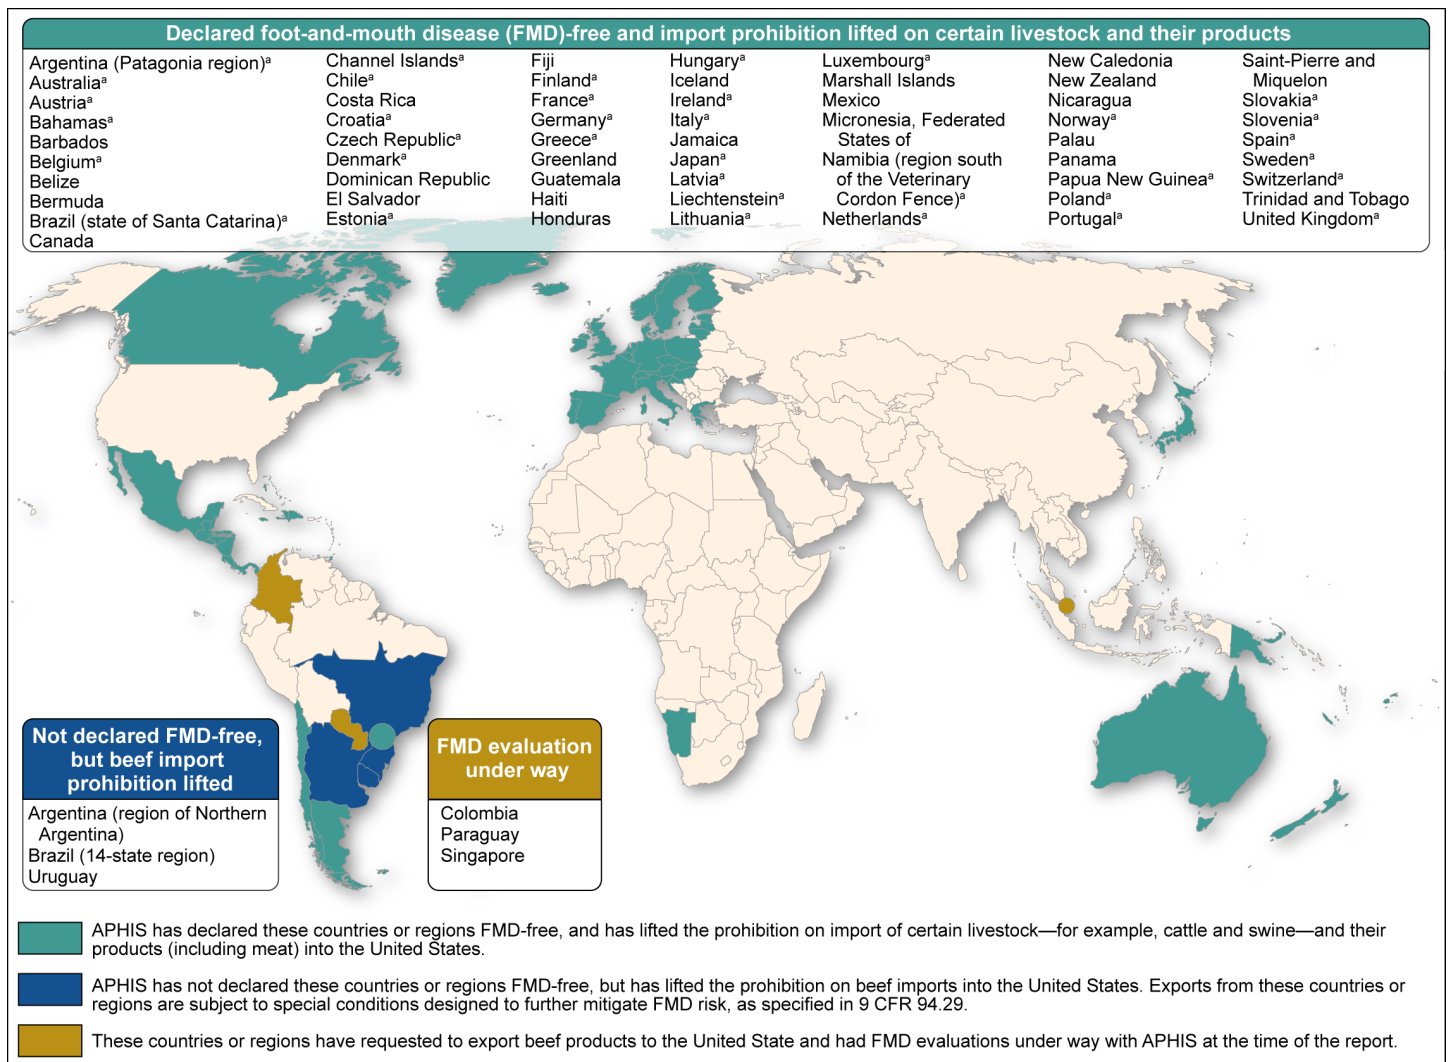 Declared foot-and-mouth disease (FMD)-free and import prohibition lifted on certain livestock and their products
Argentina (Patagonia region)ᵃ
Australiaᵃ
Austriaᵃ
Bahamasᵃ
Barbados
Belgiumᵃ
Belize
Bermuda
Brazil (state of Santa Catarina)ᵃ
Canada
Channel Islandsᵃ
Chileᵃ
Costa Rica
Croatiaᵃ
Czech Republicᵃ
Denmarkᵃ
Dominican Republic
El Salvador
Estoniaᵃ
Fiji
Finlandᵃ
Franceᵃ
Germanyᵃ
Greeceᵃ
Greenland
Guatemala
Haiti
Honduras
Hungaryᵃ
Iceland
Irelandᵃ
Italyᵃ
Jamaica
Japanᵃ
Latviaᵃ
Liechtensteinᵃ
Lithuaniaᵃ
Luxembourgᵃ
Marshall Islands
Mexico
Micronesia, Federated
States of
Namibia (region south
of the Veterinary
Cordon Fence)ᵃ
Netherlandsᵃ
New Caledonia
New Zealand
Nicaragua
Norwayᵃ
Palau
Panama
Papua New Guineaᵃ
Polandᵃ
Portugalᵃ
Saint-Pierre and
Miquelon
Slovakiaᵃ
Sloveniaᵃ
Spainᵃ
Swedenᵃ
Switzerlandᵃ
Trinidad and Tobago
United Kingdomᵃ
Not declared FMD-free,
but beef import
prohibition lifted
Argentina (region of Northern
Argentina)
Brazil (14-state region)
Uruguay
FMD evaluation
under way
Colombia
Paraguay
Singapore
APHIS has declared these countries or regions FMD-free, and has lifted the prohibition on import of certain livestock—for example, cattle and swine—and their
products (including meat) into the United States.
APHIS has not declared these countries or regions FMD-free, but has lifted the prohibition on beef imports into the United States. Exports from these countries or
regions are subject to special conditions designed to further mitigate FMD risk, as specified in 9 CFR 94.29.
These countries or regions have requested to export beef products to the United State and had FMD evaluations under way with APHIS at the time of the report.